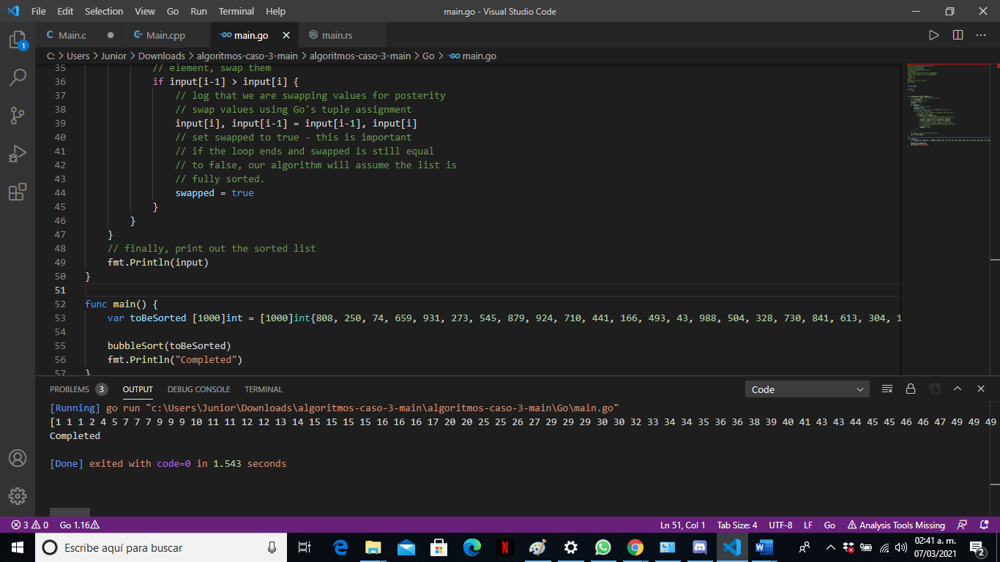 File Edit Selection View Go Run Terminal Help main.go - Visual Studio Code
Main.c Main.cpp main.go main.rs
C: > Users > Junior > Downloads > algoritmos-caso-3-main > algoritmos-caso-3-main > Go > main.go
35 // element, swap them
36 if input[i-1] > input[i] {
37 // log that we are swapping values for posterity
38 // swap values using Go's tuple assignment
39 input[i], input[i-1] = input[i-1], input[i]
40 // set swapped to true - this is important
41 // if the loop ends and swapped is still equal
42 // to false, our algorithm will assume the list is
43 // fully sorted.
44 swapped = true
45 }
46 }
47 }
48 // finally, print out the sorted list
49 fmt.Println(input)
50 }
51
52 func main() {
53 var toBeSorted [1000]int = [1000]int{808, 250, 74, 659, 931, 273, 545, 879, 924, 710, 441, 166, 493, 43, 988, 504, 328, 730, 841, 613, 304, 1
54
55 bubbleSort(toBeSorted)
56 fmt.Println("Completed")
57 }
PROBLEMS 3 OUTPUT DEBUG CONSOLE TERMINAL Code
[Running] go run "c:\Users\Junior\Downloads\algoritmos-caso-3-main\algoritmos-caso-3-main\Go\main.go"
[1 1 1 2 4 5 7 7 7 9 9 9 10 11 11 12 12 13 14 15 15 15 15 16 16 16 17 20 20 25 25 26 27 29 29 29 30 30 32 33 34 34 35 36 36 38 39 40 41 43 43 44 45 45 46 46 47 49 49 49
Completed
[Done] exited with code=0 in 1.543 seconds
3 0 Go 1.16 Ln 51, Col 1 Tab Size: 4 UTF-8 LF Go Analysis Tools Missing
Escribe aquí para buscar
02:41 a. m.
07/03/2021
2